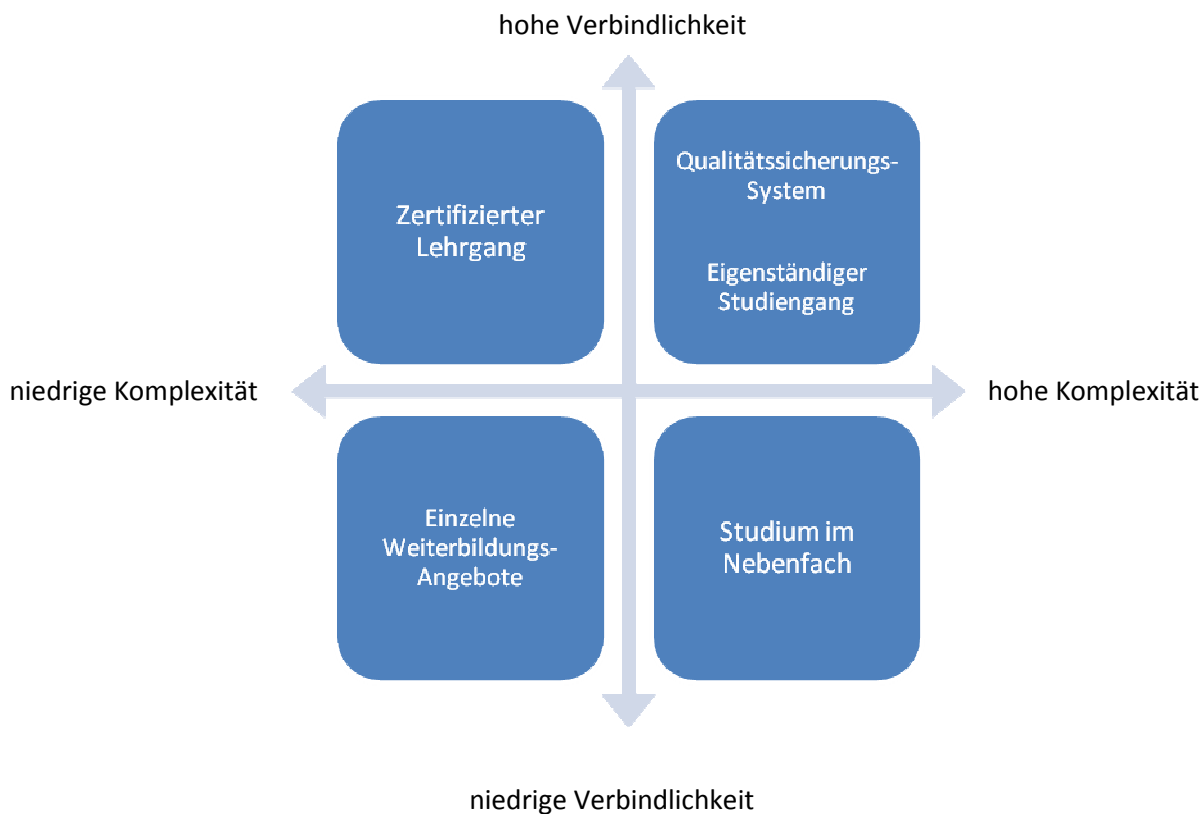 hohe Verbindlichkeit
Zertifizierter
Lehrgang
Qualitätssicherungs-
System
Eigenständiger
Studiengang
niedrige Komplexität
hohe Komplexität
Einzelne
Weiterbildungs-
Angebote
Studium im
Nebenfach
niedrige Verbindlichkeit